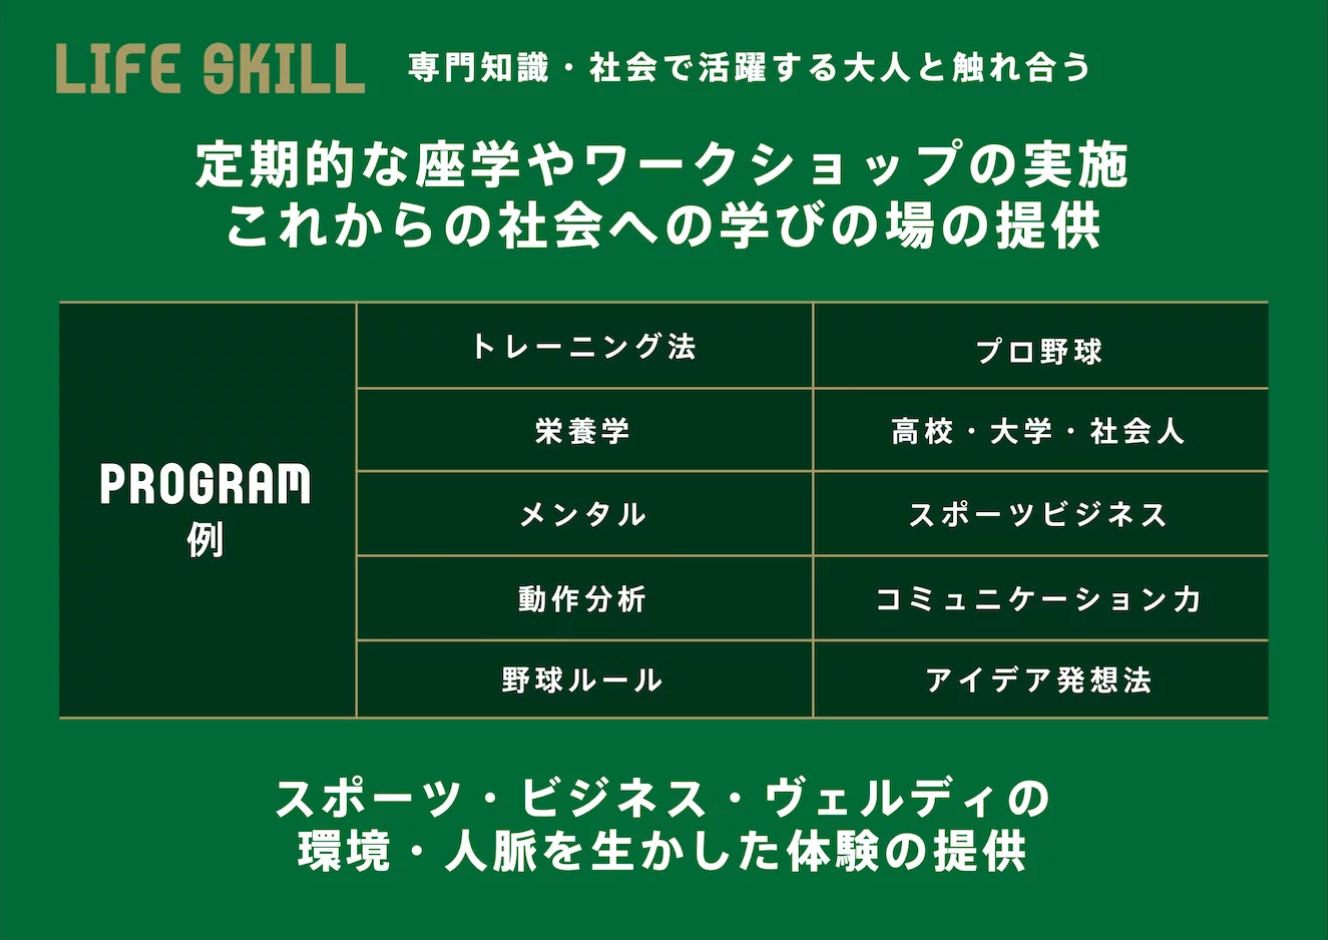 LIFE SKILL 専門知識・社会で活躍する大人と触れ合う
定期的な座学やワークショップの実施
これからの社会への学びの場の提供
PROGRAM
例
トレーニング法 プロ野球
栄養学 高校・大学・社会人
メンタル スポーツビジネス
動作分析 コミュニケーション力
野球ルール アイデア発想法
スポーツ・ビジネス・ヴェルディの
環境・人脈を生かした体験の提供